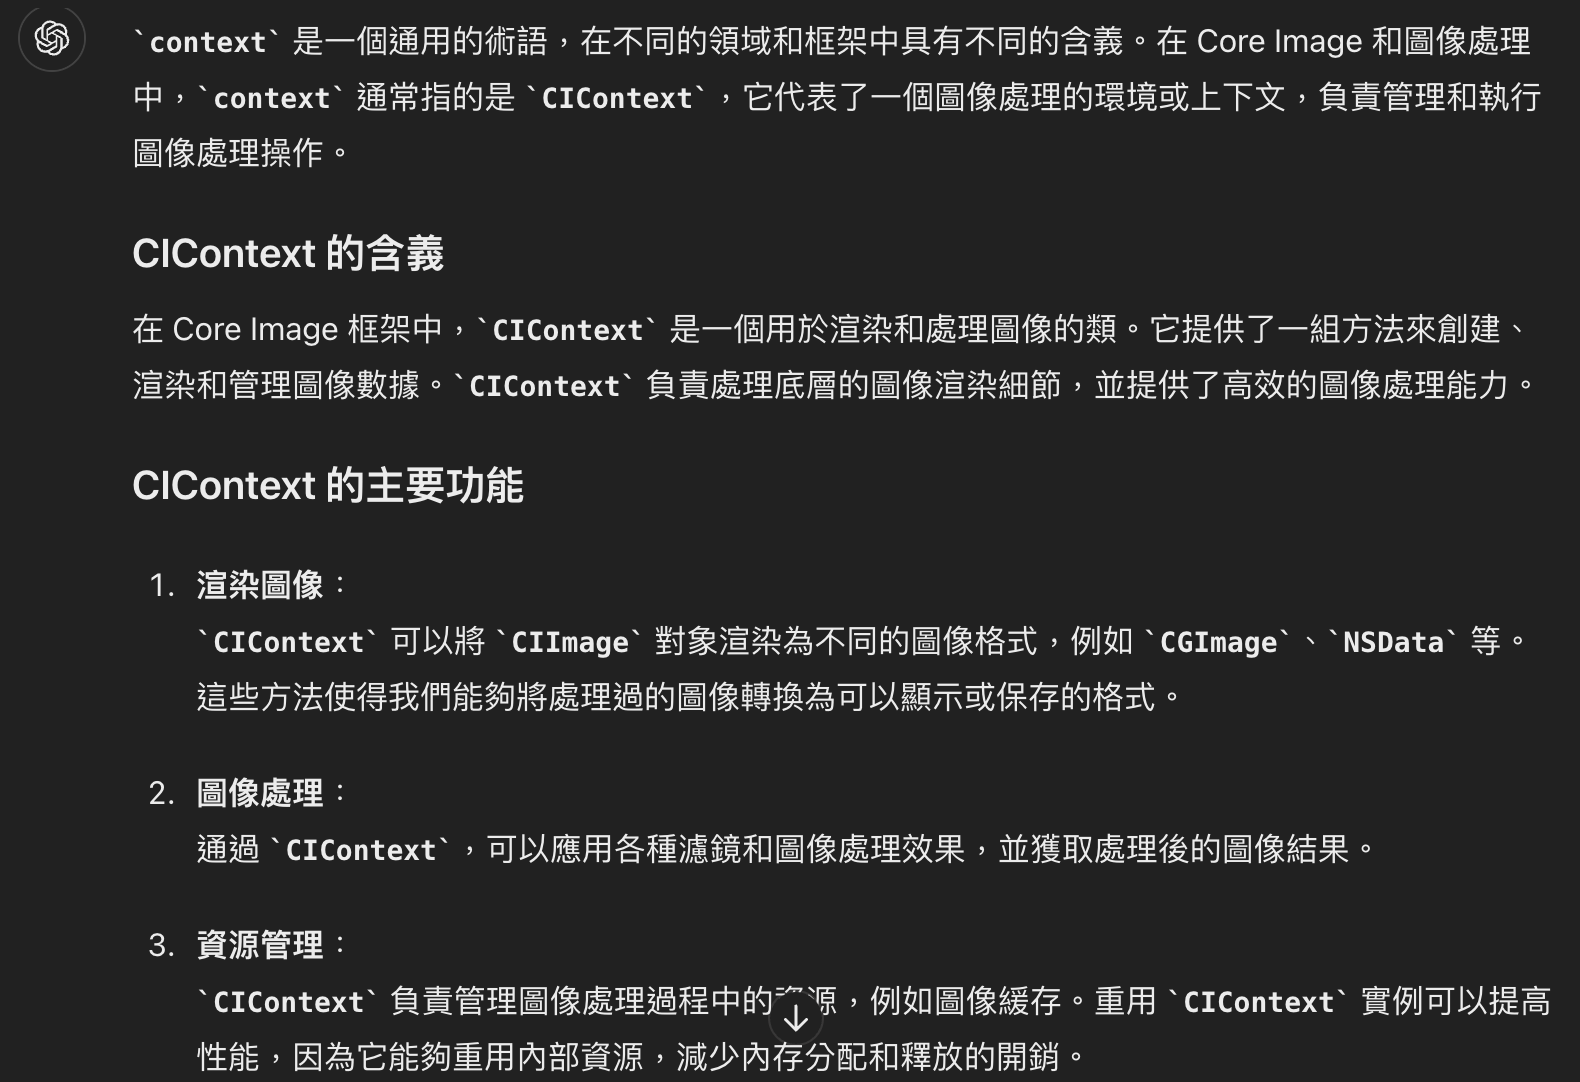 `context` 是一個通用的術語，在不同的領域和框架中具有不同的含義。在 Core Image 和圖像處理
中，`context` 通常指的是 `CIContext`，它代表了一個圖像處理的環境或上下文，負責管理和執行
圖像處理操作。
CIContext 的含義
在 Core Image 框架中，`CIContext` 是一個用於渲染和處理圖像的類。它提供了一組方法來創建、
渲染和管理圖像數據。`CIContext` 負責處理底層的圖像渲染細節，並提供了高效的圖像處理能力。
CIContext 的主要功能
1. 渲染圖像：
`CIContext` 可以將 `CIImage` 對象渲染為不同的圖像格式，例如 `CGImage`、`NSData` 等。
這些方法使得我們能夠將處理過的圖像轉換為可以顯示或保存的格式。
2. 圖像處理：
通過 `CIContext`，可以應用各種濾鏡和圖像處理效果，並獲取處理後的圖像結果。
3. 資源管理：
`CIContext` 負責管理圖像處理過程中的資源，例如圖像緩存。重用 `CIContext` 實例可以提高
性能，因為它能夠重用內部資源，減少內存分配和釋放的開銷。